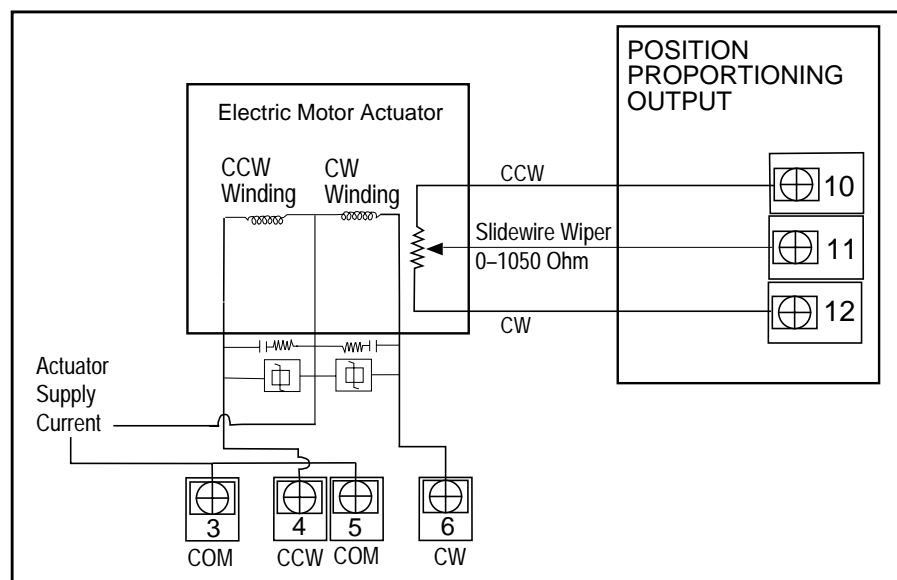 POSITION
PROPORTIONING
OUTPUT
Electric Motor Actuator
CCW
Winding
CW
Winding
CCW
10
Slidewire Wiper
0–1050 Ohm
11
CW
12
Actuator
Supply
Current
3
4
5
6
COM
CCW
COM
CW